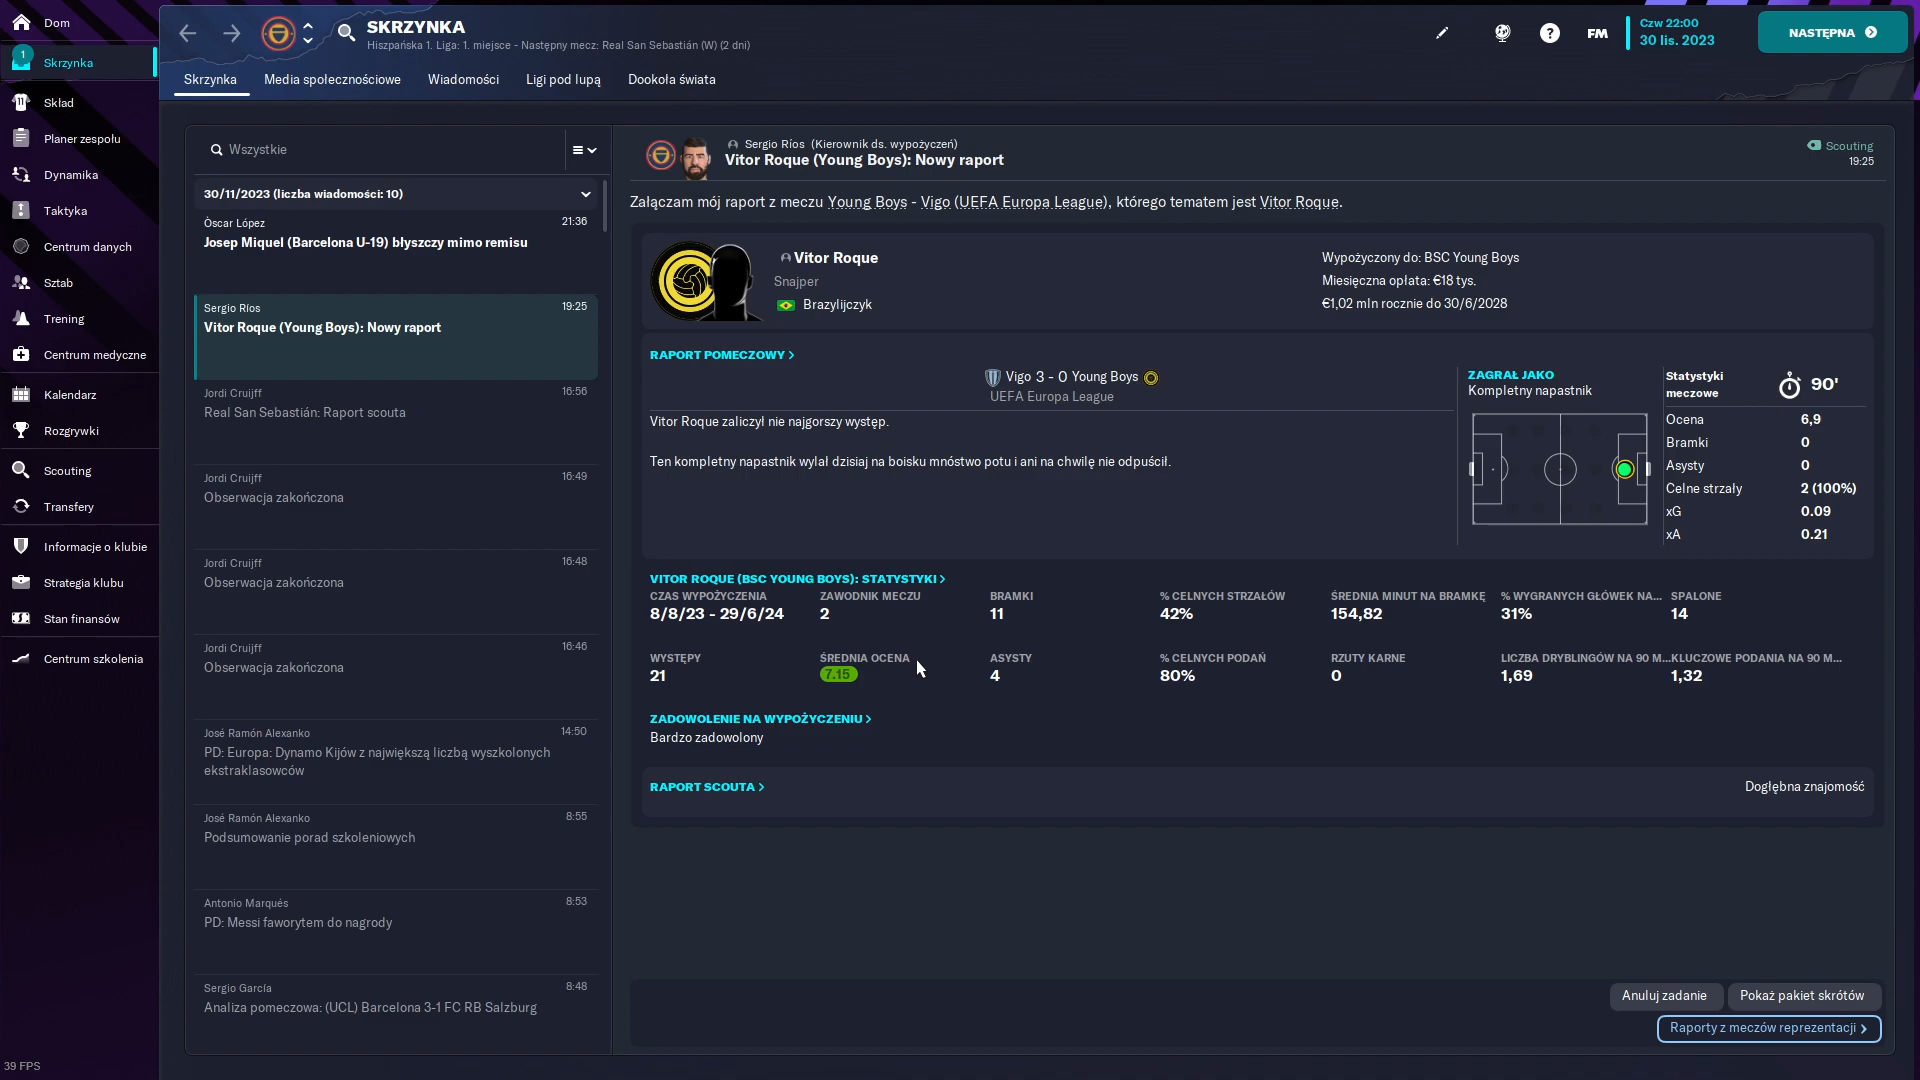 Dom
1
Skrzynka
Skład
Planer zespołu
Dynamika
Taktyka
Centrum danych
Sztab
Trening
Centrum medyczne
Kalendarz
Rozgrywki
Scouting
Transfery
Informacje o klubie
Strategia klubu
Stan finansów
Centrum szkolenia
39 FPS
SKRZYNKA
Hiszpańska 1. Liga: 1. miejsce - Następny mecz: Real San Sebastián (W) (2 dni)
FM
Czw 22:00
30 lis. 2023
NASTĘPNA
Skrzynka Media społecznościowe Wiadomości Ligi pod lupą Dookoła świata
Wszystkie
30/11/2023 (liczba wiadomości: 10)
Òscar López 21:36
Josep Miquel (Barcelona U-19) błyszczy mimo remisu
Sergio Ríos 19:25
Vitor Roque (Young Boys): Nowy raport
Jordi Cruijff 16:56
Real San Sebastián: Raport scouta
Jordi Cruijff 16:49
Obserwacja zakończona
Jordi Cruijff 16:48
Obserwacja zakończona
Jordi Cruijff 16:46
Obserwacja zakończona
José Ramón Alexanko 14:50
PD: Europa: Dynamo Kijów z największą liczbą wyszkolonych
ekstraklasowców
José Ramón Alexanko 8:55
Podsumowanie porad szkoleniowych
Antonio Marqués 8:53
PD: Messi faworytem do nagrody
Sergio García 8:48
Analiza pomeczowa: (UCL) Barcelona 3-1 FC RB Salzburg
Sergio Ríos (Kierownik ds. wypożyczeń)
Vitor Roque (Young Boys): Nowy raport
Scouting
19:25
Załączam mój raport z meczu Young Boys - Vigo (UEFA Europa League), którego tematem jest Vitor Roque.
Vitor Roque
Snajper
Brazylijczyk
Wypożyczony do: BSC Young Boys
Miesięczna opłata: €18 tys.
€1,02 mln rocznie do 30/6/2028
RAPORT POMECZOWY
Vigo 3 - 0 Young Boys
UEFA Europa League
Vitor Roque zaliczył nie najgorszy występ.
Ten kompletny napastnik wylał dzisiaj na boisku mnóstwo potu i ani na chwilę nie odpuścił.
ZAGRAŁ JAKO
Kompletny napastnik
Statystyki
meczowe
90'
Ocena 6,9
Bramki 0
Asysty 0
Celne strzały 2 (100%)
xG 0.09
xA 0.21
VITOR ROQUE (BSC YOUNG BOYS): STATYSTYKI
CZAS WYPOŻYCZENIA ZAWODNIK MECZU BRAMKI % CELNYCH STRZAŁÓW ŚREDNIA MINUT NA BRAMKĘ % WYGRANYCH GŁÓWEK NA... SPALONE
8/8/23 - 29/6/24 2 11 42% 154,82 31% 14
WYSTĘPY ŚREDNIA OCENA ASYSTY % CELNYCH PODAŃ RZUTY KARNE LICZBA DRYBLINGÓW NA 90 M... KLUCZOWE PODANIA NA 90 M...
21 7.15 4 80% 0 1,69 1,32
ZADOWOLENIE NA WYPOŻYCZENIU
Bardzo zadowolony
RAPORT SCOUTA
Dogłębna znajomość
Anuluj zadanie
Pokaż pakiet skrótów
Raporty z meczów reprezentacji